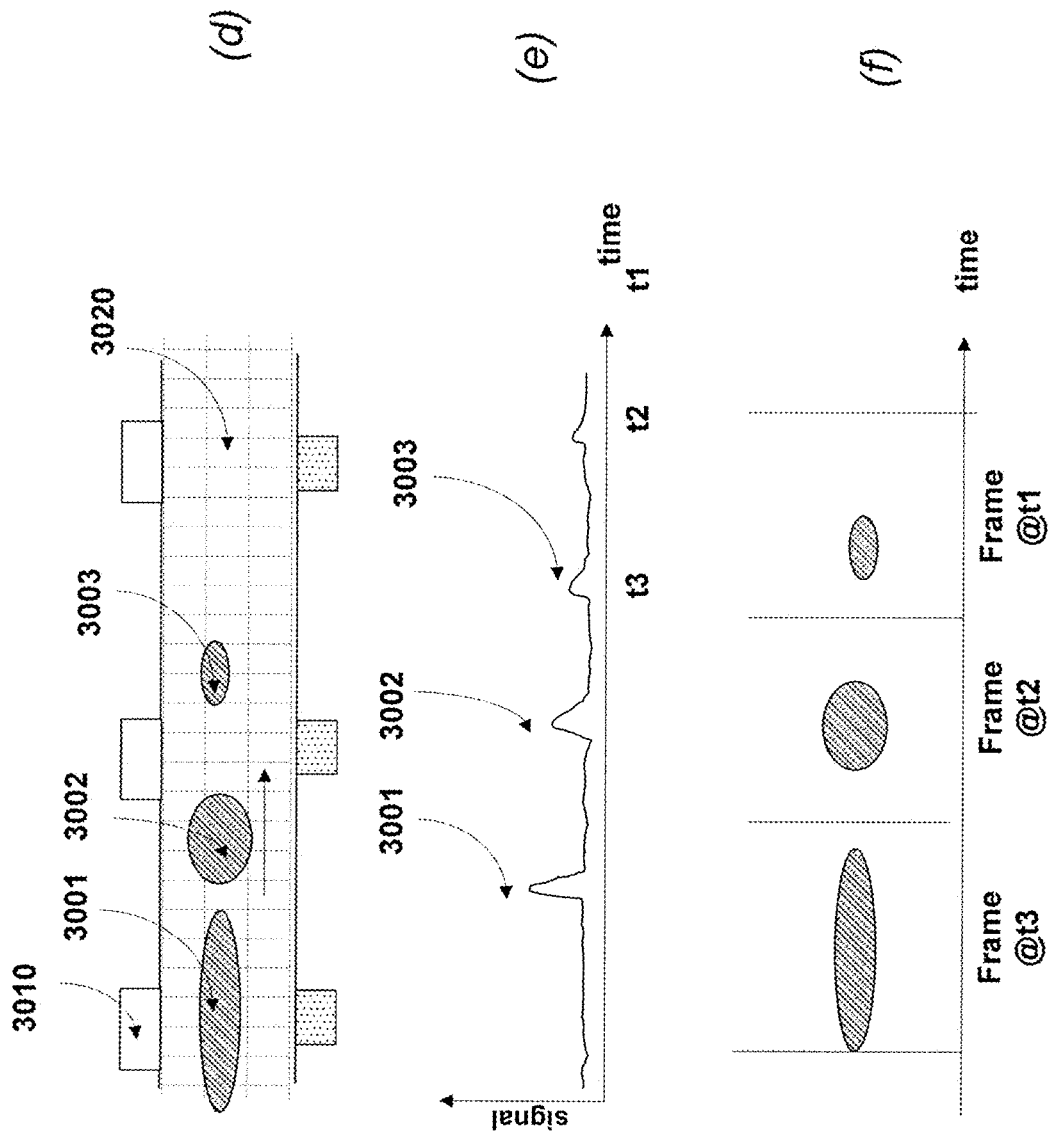 (d)
3010
3001
3002
3003
3020
(e)
signal
3001
3002
3003
t3
t2
t1
time
(f)
Frame
@t3
Frame
@t2
Frame
@t1
time